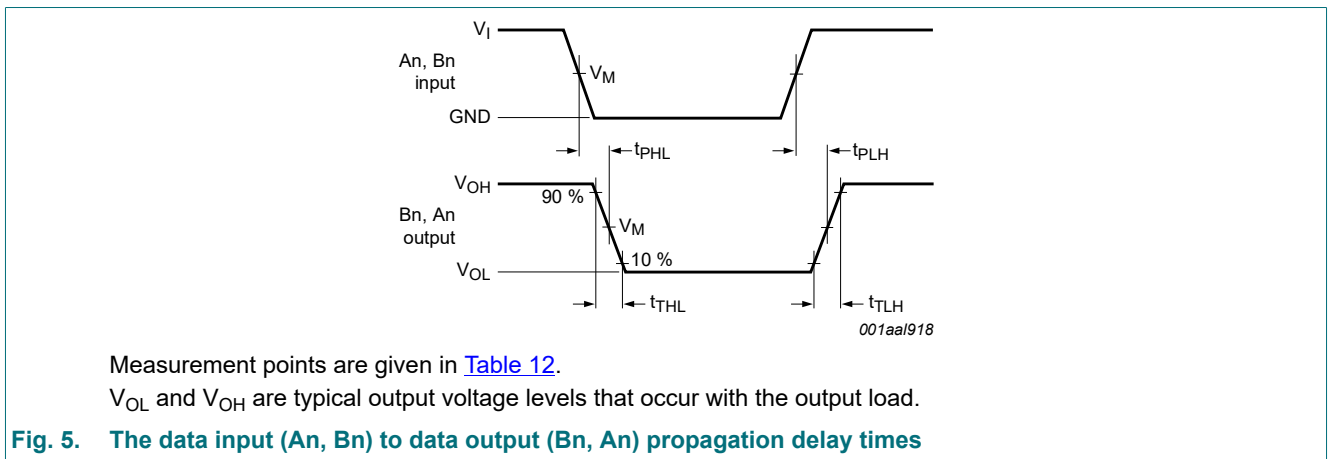 VI
An, Bn
input
VM
GND
tPHL
tPLH
VOH
90 %
Bn, An
output
VM
10 %
VOL
tTHL
tTLH
001aal918
Measurement points are given in Table 12.
VOL and VOH are typical output voltage levels that occur with the output load.
Fig. 5. The data input (An, Bn) to data output (Bn, An) propagation delay times